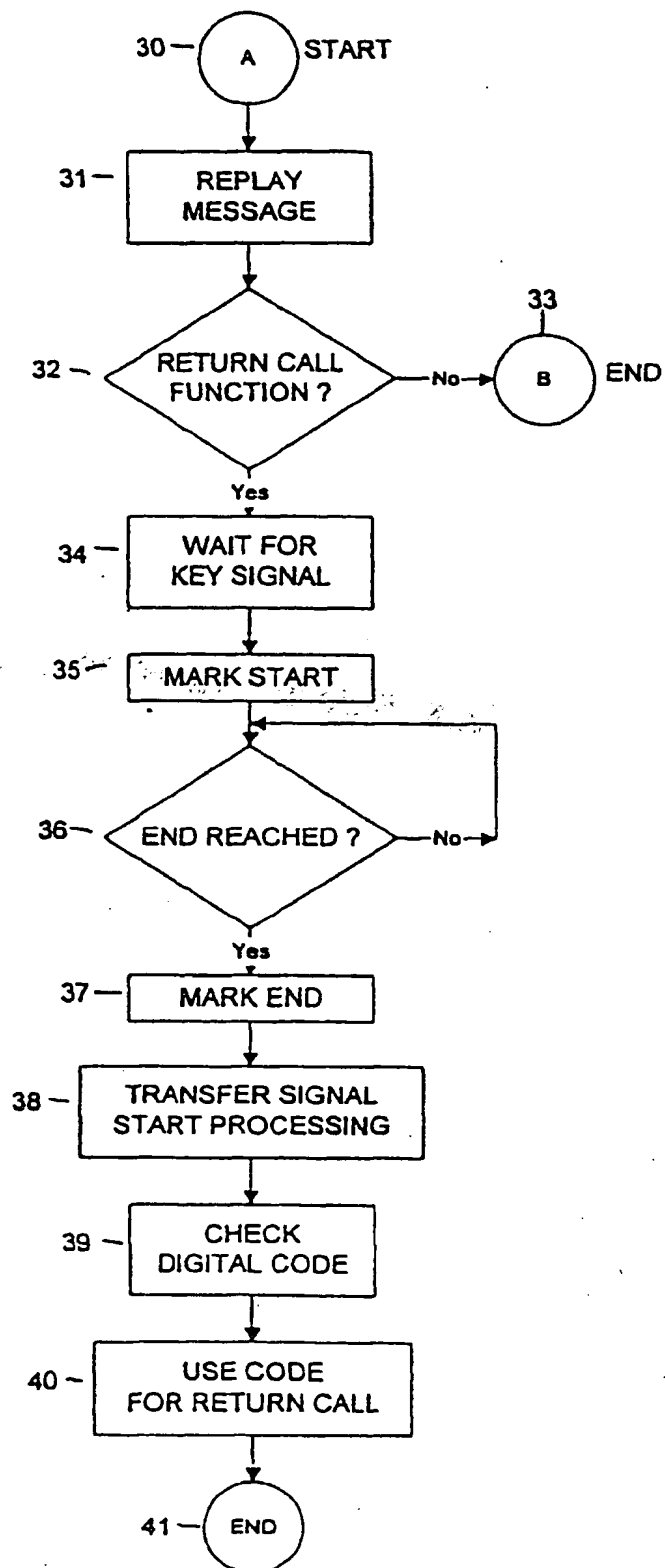 30
A
START
31
REPLAY
MESSAGE
33
32
RETURN CALL
FUNCTION ?
No
B
END
Yes
34
WAIT FOR
KEY SIGNAL
35
MARK START
36
END REACHED ?
No
Yes
37
MARK END
38
TRANSFER SIGNAL
START PROCESSING
39
CHECK
DIGITAL CODE
40
USE CODE
FOR RETURN CALL
41
END